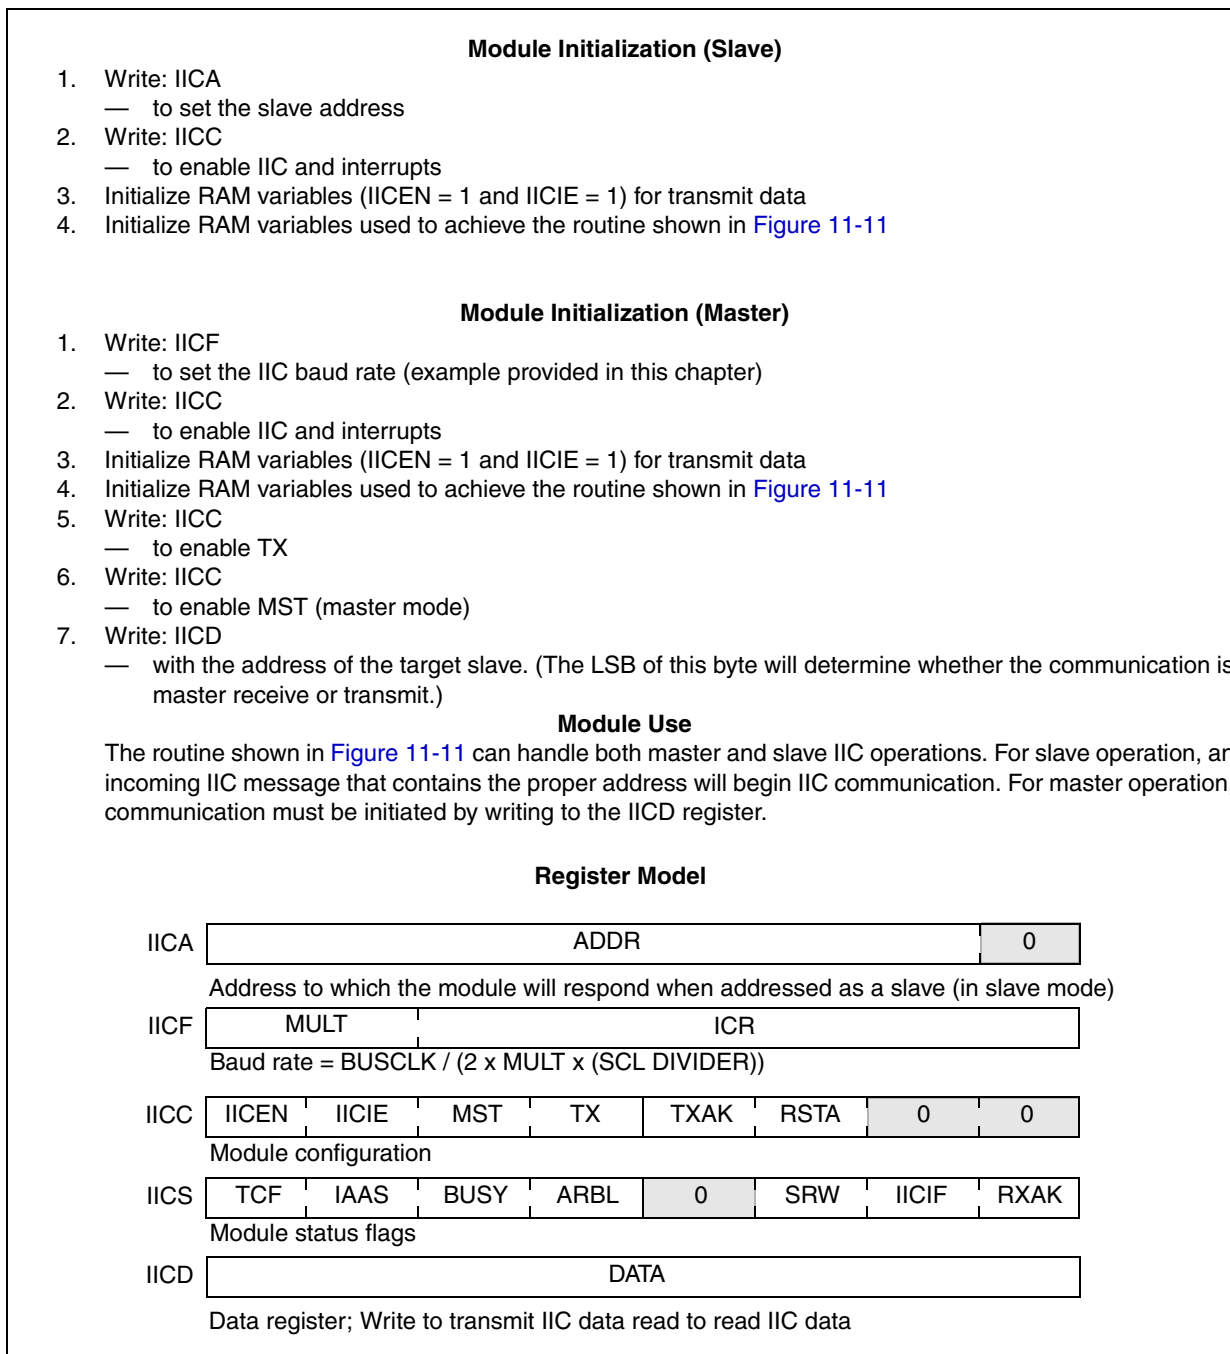 Module Initialization (Slave)
1. Write: IICA
— to set the slave address
2. Write: IICC
— to enable IIC and interrupts
3. Initialize RAM variables (IICEN = 1 and IICIE = 1) for transmit data
4. Initialize RAM variables used to achieve the routine shown in Figure 11-11
Module Initialization (Master)
1. Write: IICF
— to set the IIC baud rate (example provided in this chapter)
2. Write: IICC
— to enable IIC and interrupts
3. Initialize RAM variables (IICEN = 1 and IICIE = 1) for transmit data
4. Initialize RAM variables used to achieve the routine shown in Figure 11-11
5. Write: IICC
— to enable TX
6. Write: IICC
— to enable MST (master mode)
7. Write: IICD
— with the address of the target slave. (The LSB of this byte will determine whether the communication is
master receive or transmit.)
Module Use
The routine shown in Figure 11-11 can handle both master and slave IIC operations. For slave operation, an
incoming IIC message that contains the proper address will begin IIC communication. For master operation,
communication must be initiated by writing to the IICD register.
Register Model
IICA ADDR 0
Address to which the module will respond when addressed as a slave (in slave mode)
IICF MULT ICR
Baud rate = BUSCLK / (2 x MULT x (SCL DIVIDER))
IICC IICEN IICIE MST TX TXAK RSTA 0 0
Module configuration
IICS TCF IAAS BUSY ARBL 0 SRW IICIF RXAK
Module status flags
IICD DATA
Data register; Write to transmit IIC data read to read IIC data